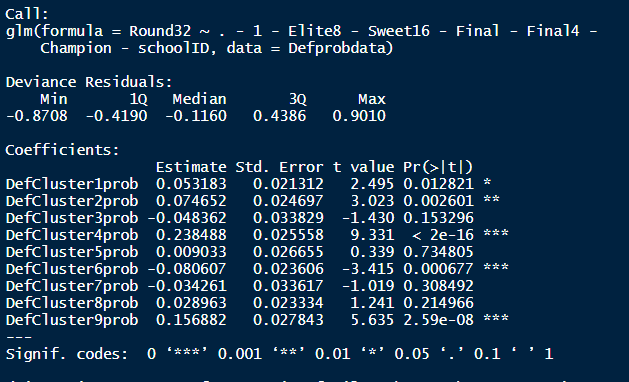 Call:
glm(formula = Round32 ~ . - 1 - Elite8 - Sweet16 - Final - Final4 -
    Champion - schoolID, data = Defprobdata)

Deviance Residuals:
    Min       1Q   Median       3Q      Max
-0.8708  -0.4190  -0.1160   0.4386   0.9010

Coefficients:
                Estimate Std. Error t value Pr(>|t|)
DefCluster1prob  0.053183   0.021312   2.495 0.012821 *
DefCluster2prob  0.074652   0.024697   3.023 0.002601 **
DefCluster3prob -0.048362   0.033829  -1.430 0.153296
DefCluster4prob  0.238488   0.025558   9.331  < 2e-16 ***
DefCluster5prob  0.009033   0.026655   0.339 0.734805
DefCluster6prob -0.080607   0.023606  -3.415 0.000677 ***
DefCluster7prob -0.034261   0.033617  -1.019 0.308492
DefCluster8prob  0.028963   0.023334   1.241 0.214966
DefCluster9prob  0.156882   0.027843   5.635 2.59e-08 ***
---
Signif. codes:  0 ‘***’ 0.001 ‘**’ 0.01 ‘*’ 0.05 ‘.’ 0.1 ‘ ’ 1